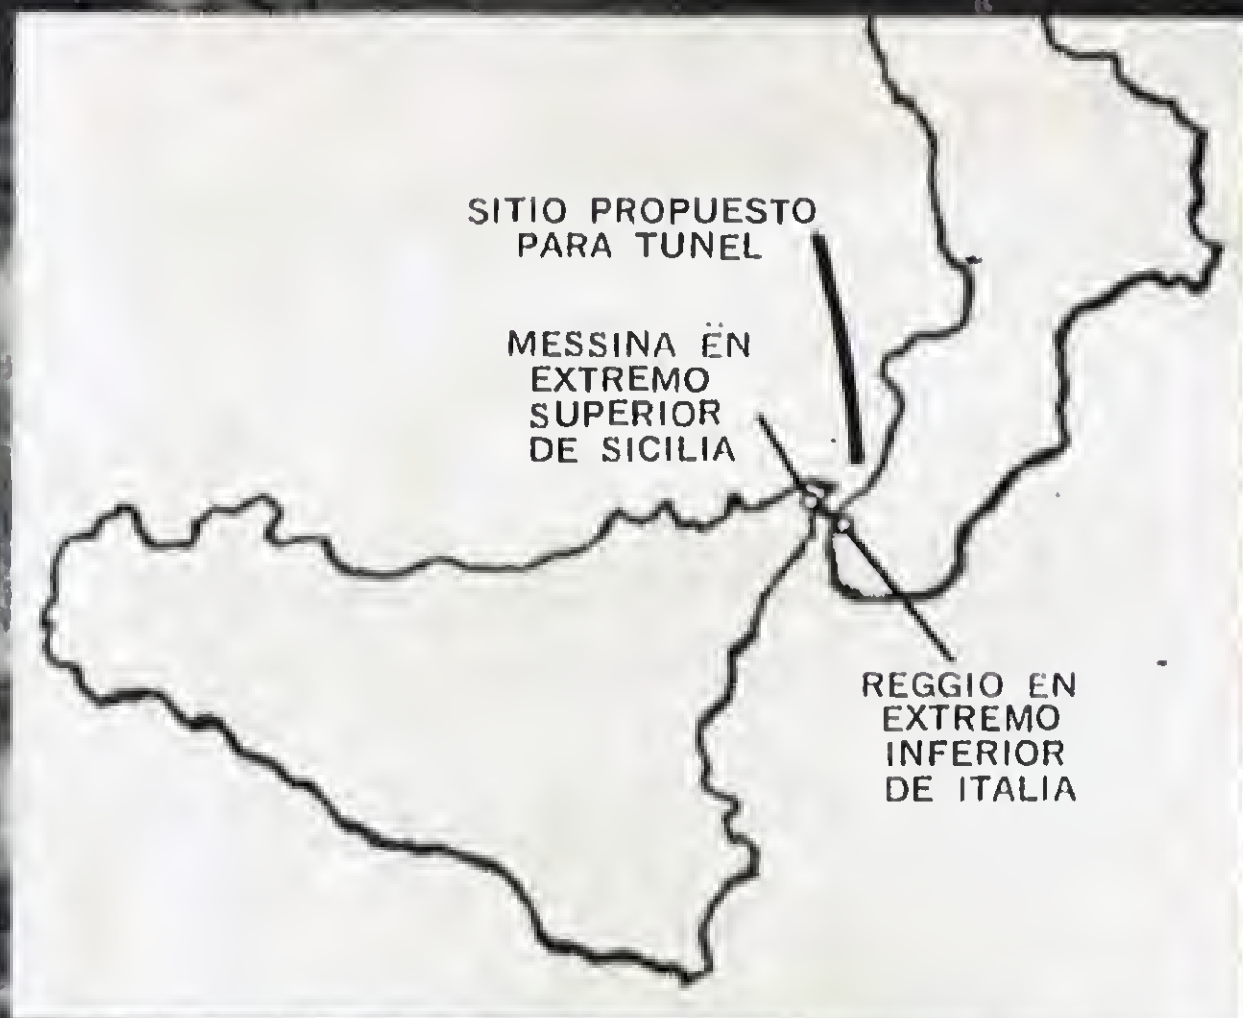 SITIO PROPUESTO
PARA TUNEL
MESSINA EN
EXTREMO
SUPERIOR
DE SICILIA
REGGIO EN
EXTREMO
INFERIOR
DE ITALIA